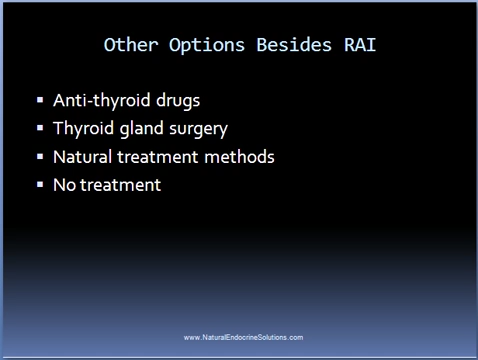 Other Options Besides RAI
▪ Anti-thyroid drugs
▪ Thyroid gland surgery
▪ Natural treatment methods
▪ No treatment
www.NaturalEndocrineSolutions.com